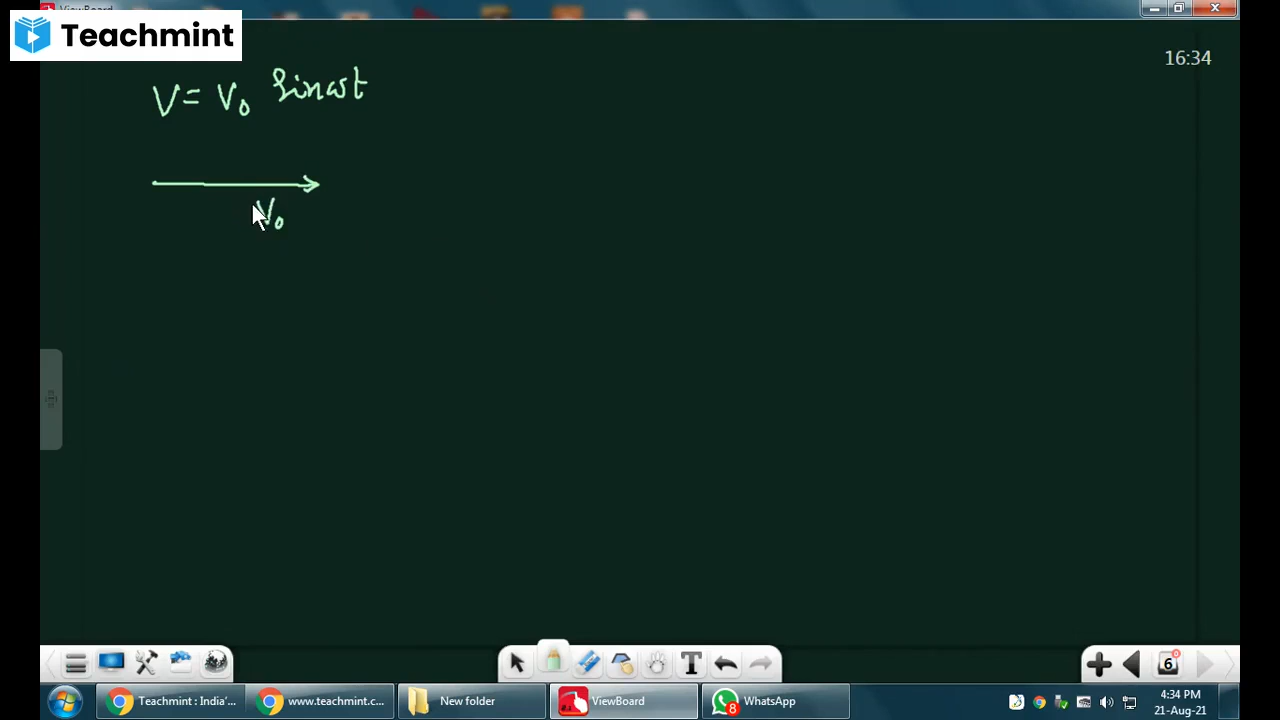 ViewBoard
Teachmint
16:34
V = V₀ Sinωt
V₀
T
6
Teachmint : India'...
www.teachmint.c...
New folder
ViewBoard
8
WhatsApp
4:34 PM
21-Aug-21